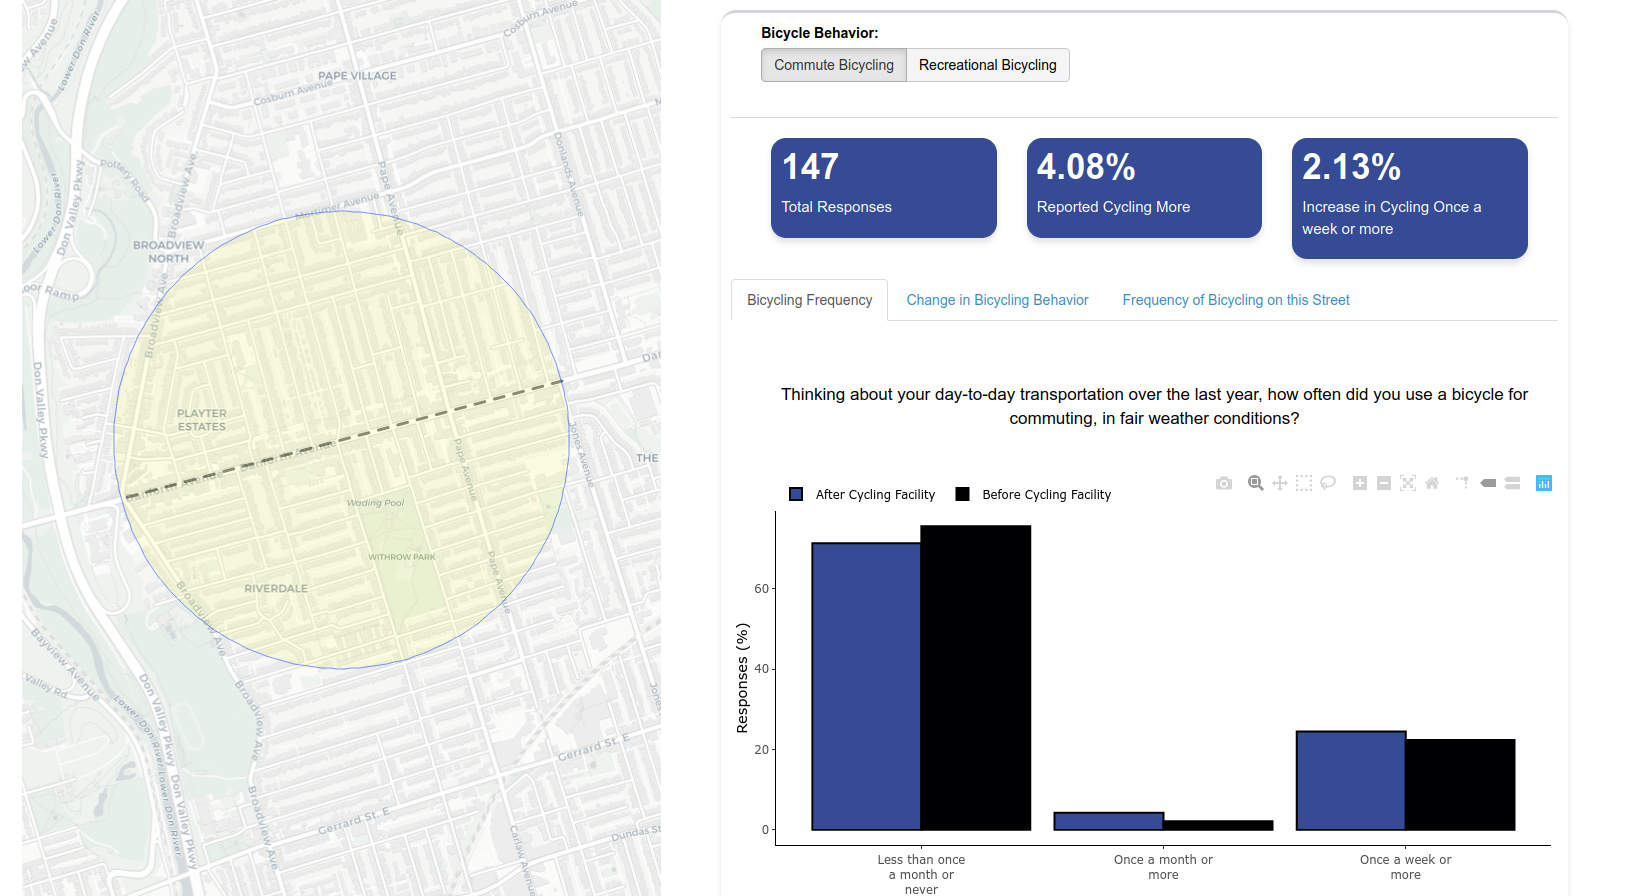 Cosburn Avenue
PAPE VILLAGE
Cosburn Avenue
Lower Don River
Don Valley Pkwy
Pottery Road
Broadview Ave
Donlands Avenue
Pape Avenue
Mortimer Avenue
Lower Don River
BROADVIEW
NORTH
oor Ramp
Broadview Ave
Dan
Don Valley Pkwy
PLAYTER
ESTATES
Danforth Avenue
Danforth Avenue
Pape Avenue
Jones Avenue
THE
Wading Pool
WITHROW PARK
Pape Avenue
RIVERDALE
Broadview Ave
Bayview Avenue
Valley Rd
Don Valley Pkwy
Lower Don River
Broadview Ave
Jones
Gerrard St. E
Don Valley Pkwy
Lower Don River
Broadview Ave
Gerrard St. E
Carlaw Avenue
Dundas St
Bicycle Behavior:
Commute Bicycling
Recreational Bicycling
147
Total Responses
4.08%
Reported Cycling More
2.13%
Increase in Cycling Once a
week or more
Bicycling Frequency
Change in Bicycling Behavior
Frequency of Bicycling on this Street
Thinking about your day-to-day transportation over the last year, how often did you use a bicycle for
commuting, in fair weather conditions?
After Cycling Facility
Before Cycling Facility
Responses (%)
60
40
20
0
Less than once
a month or
never
Once a month or
more
Once a week or
more